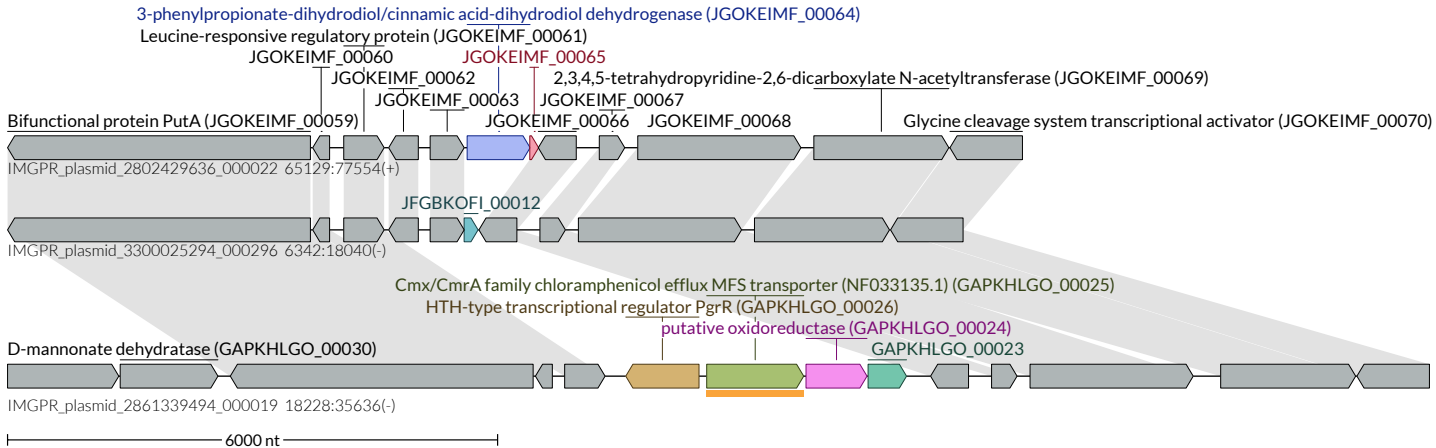 3-phenylpropionate-dihydrodiol/cinnamic acid-dihydrodiol dehydrogenase (JGOKEIMF_00064)
Leucine-responsive regulatory protein (JGOKEIMF_00061)
JGOKEIMF_00060 JGOKEIMF_00065
JGOKEIMF_00062 2,3,4,5-tetrahydropyridine-2,6-dicarboxylate N-acetyltransferase (JGOKEIMF_00069)
JGOKEIMF_00063 JGOKEIMF_00067
Bifunctional protein PutA (JGOKEIMF_00059) JGOKEIMF_00066 JGOKEIMF_00068 Glycine cleavage system transcriptional activator (JGOKEIMF_00070)
IMGPR_plasmid_2802429636_000022 65129:77554(+)
JFGBKOFI_00012
IMGPR_plasmid_3300025294_000296 6342:18040(-)
Cmx/CmrA family chloramphenicol efflux MFS transporter (NF033135.1) (GAPKHLGO_00025)
HTH-type transcriptional regulator PgrR (GAPKHLGO_00026)
putative oxidoreductase (GAPKHLGO_00024)
D-mannonate dehydratase (GAPKHLGO_00030) GAPKHLGO_00023
IMGPR_plasmid_2861339494_000019 18228:35636(-)
6000 nt